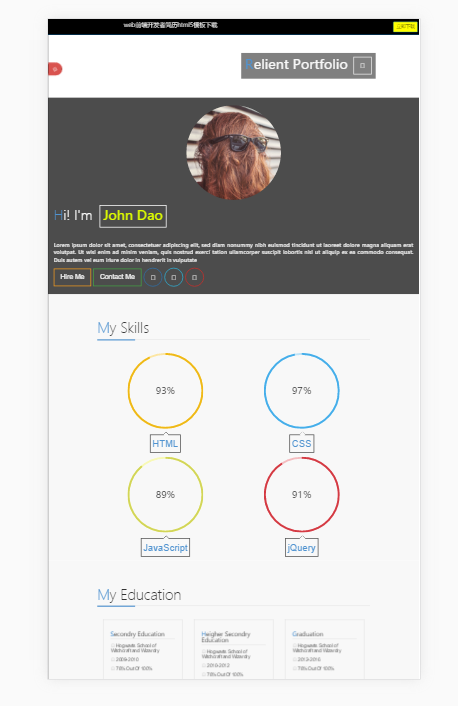 web前端开发者简历html5模板下载
立即下载
Relient Portfolio
Hi! I'm John Dao
Lorem ipsum dolor sit amet, consectetuer adipiscing elit, sed diam nonummy nibh euismod tincidunt ut laoreet dolore magna aliquam erat
volutpat. Ut wisi enim ad minim veniam, quis nostrud exerci tation ullamcorper suscipit lobortis nisl ut aliquip ex ea commodo consequat.
Duis autem vel eum iriure dolor in hendrerit in vulputate
Hire Me Contact Me
My Skills
93% 97%
HTML CSS
89% 91%
JavaScript jQuery
My Education
Secondry Education
Hogwarts School of
Witchcraft and Wizardry
2009-2010
78% Out Of 100%
Heigher Secondry
Education
Hogwarts School of
Witchcraft and Wizardry
2010-2012
78% Out Of 100%
Graduation
Hogwarts School of
Witchcraft and Wizardry
2013-2016
78% Out Of 100%